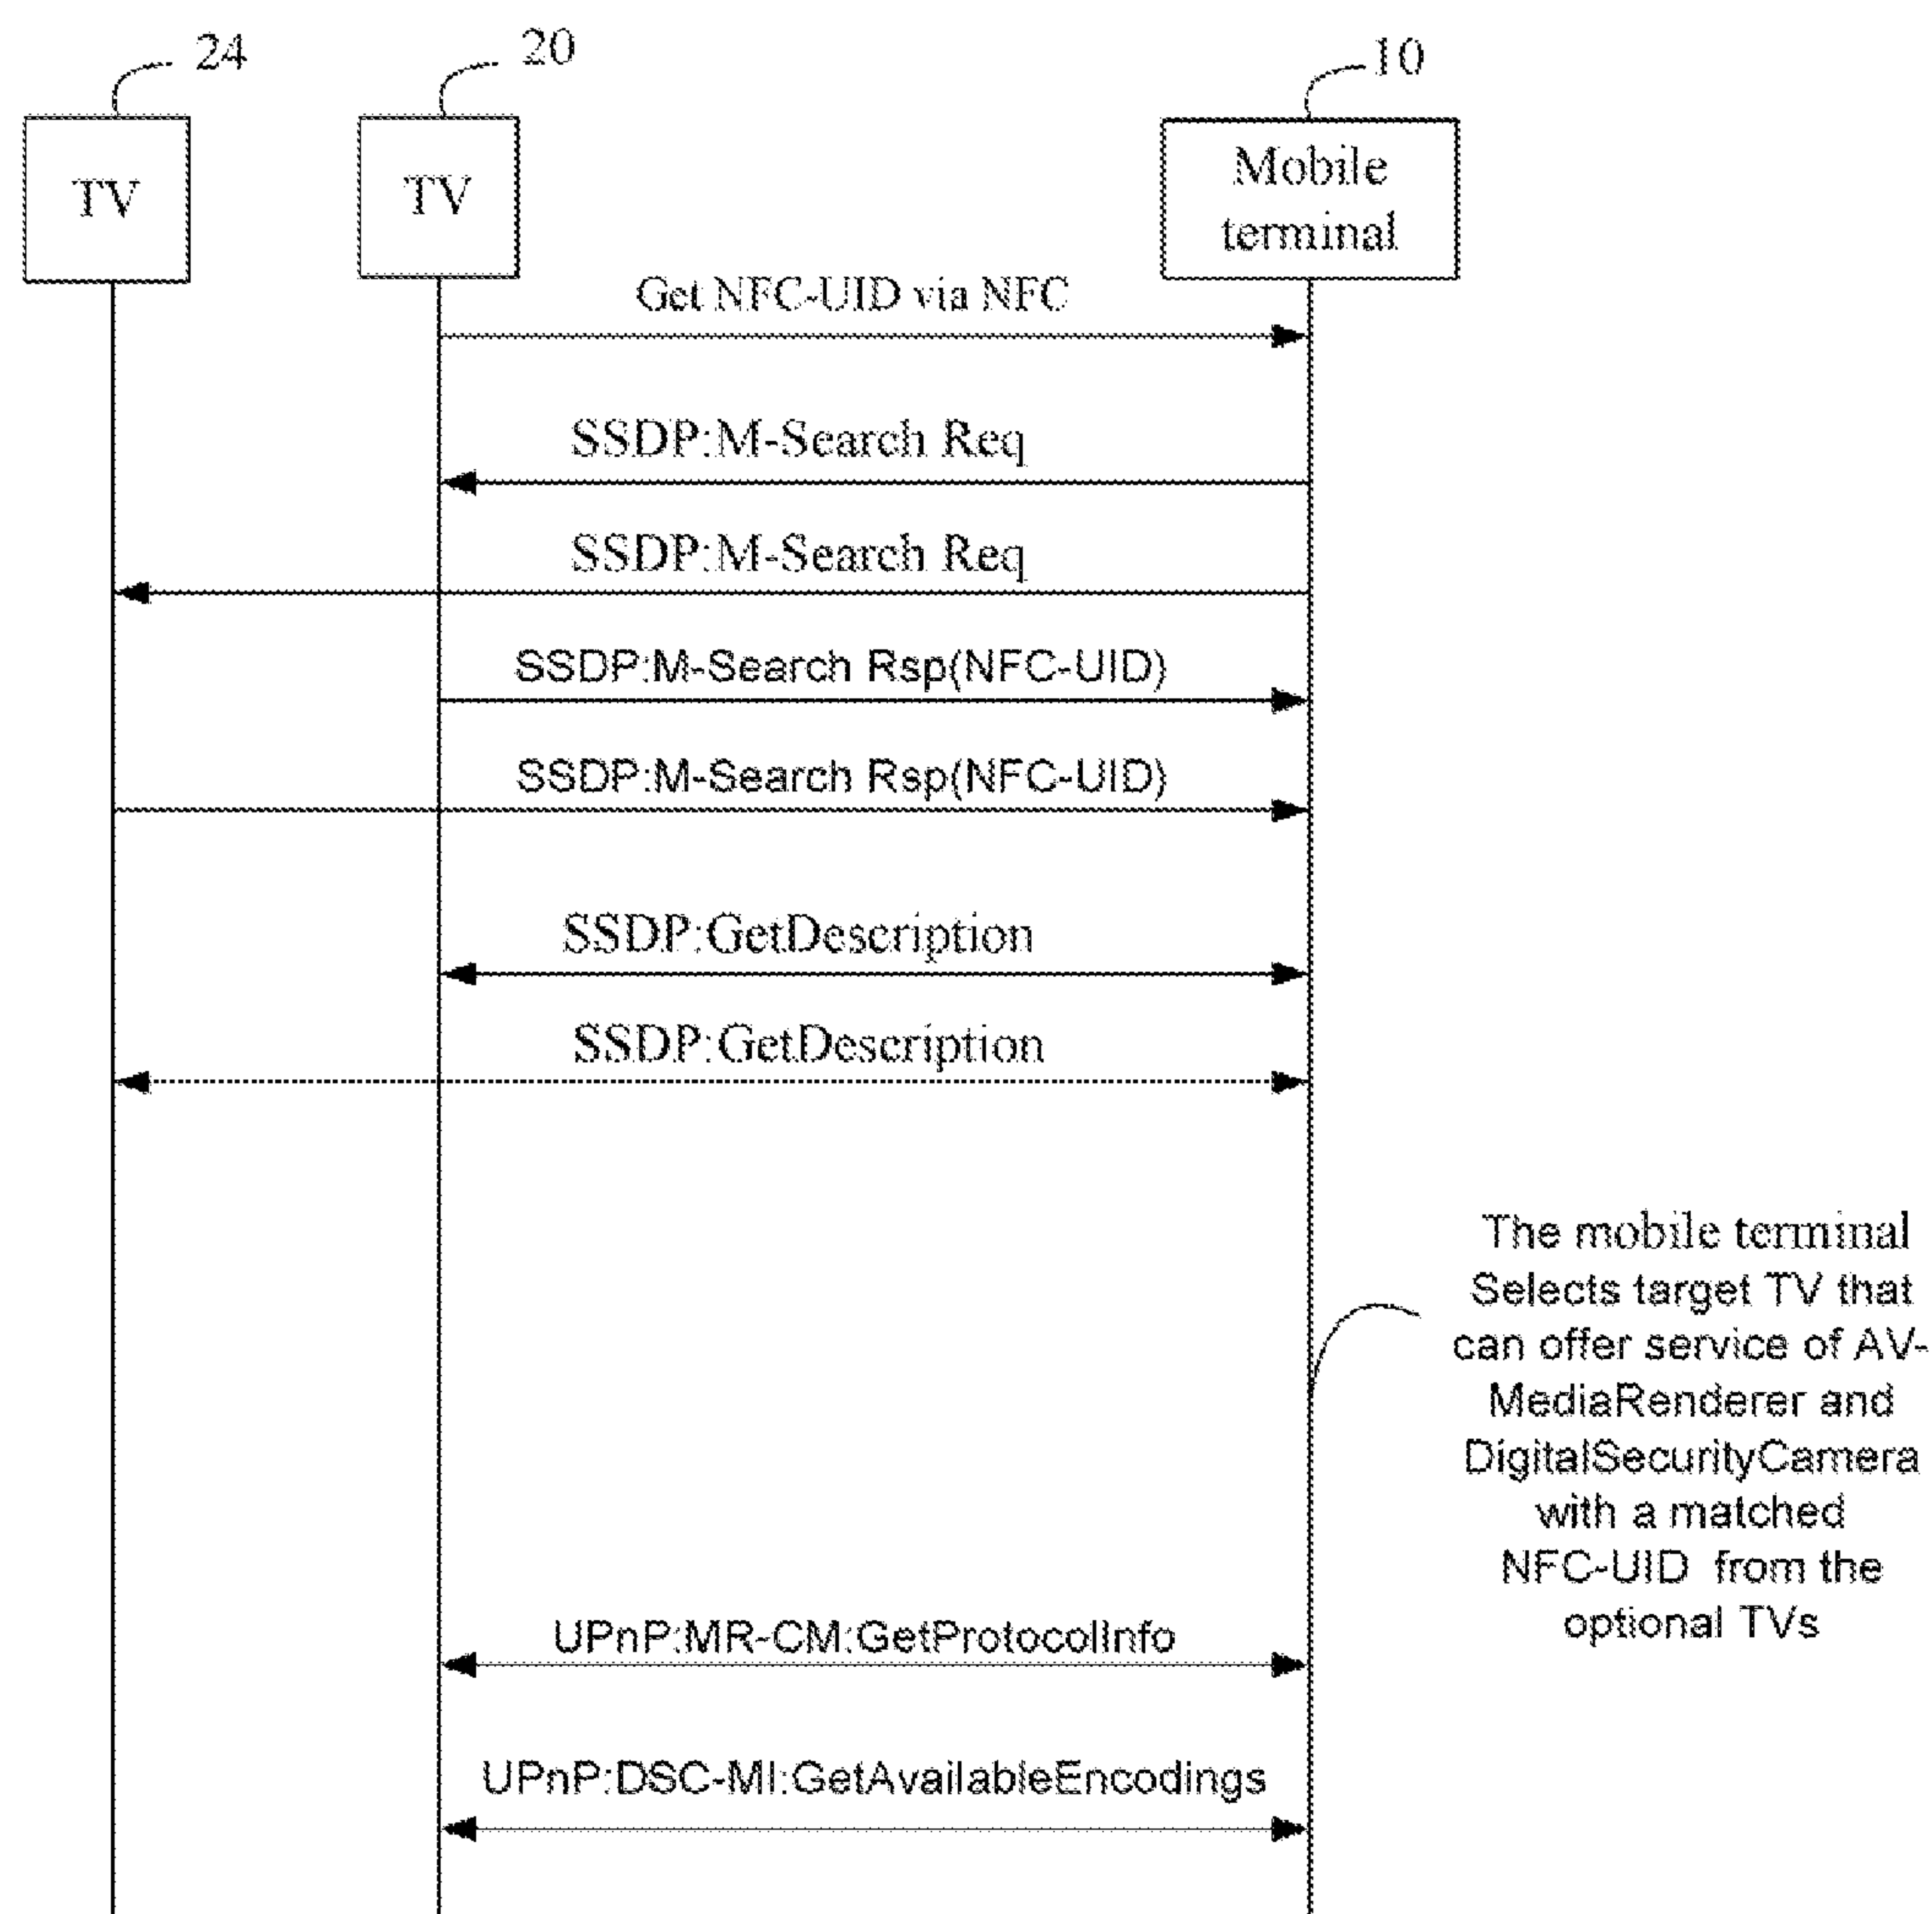 24
20
10
TV
TV
Mobile
terminal
Get NFC-UID via NFC
SSDP:M-Search Req
SSDP:M-Search Req
SSDP:M-Search Rsp(NFC-UID)
SSDP:M-Search Rsp(NFC-UID)
SSDP:GetDescription
SSDP:GetDescription
The mobile terminal
Selects target TV that
can offer service of AV-
MediaRenderer and
DigitalSecurityCamera
with a matched
NFC-UID from the
optional TVs
UPnP:MR-CM:GetProtocolInfo
UPnP:DSC-MI:GetAvailableEncodings